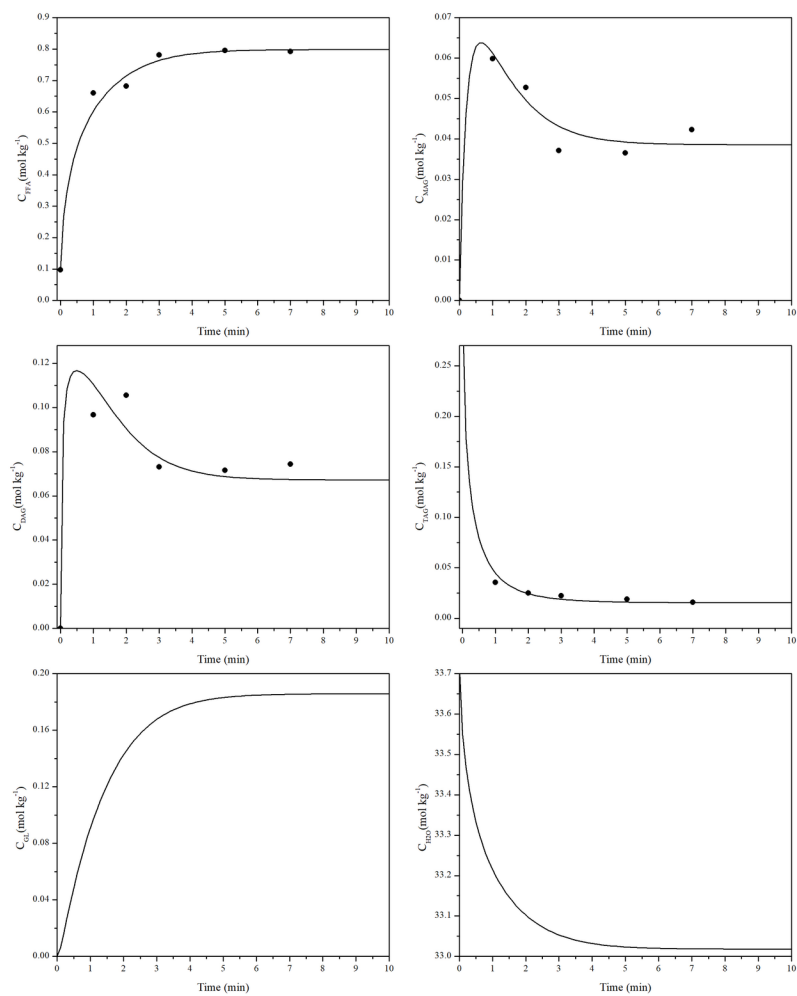 0.9
0.8
0.7
0.6
0.5
0.4
0.3
0.2
0.1
0.0
C_FFA (mol kg⁻¹)
0 1 2 3 4 5 6 7 8 9 10
Time (min)
0.07
0.06
0.05
0.04
0.03
0.02
0.01
0.00
C_MAG (mol kg⁻¹)
0 1 2 3 4 5 6 7 8 9 10
Time (min)
0.12
0.10
0.08
0.06
0.04
0.02
0.00
C_DAG (mol kg⁻¹)
0 1 2 3 4 5 6 7 8 9 10
Time (min)
0.25
0.20
0.15
0.10
0.05
0.00
C_TAG (mol kg⁻¹)
0 1 2 3 4 5 6 7 8 9 10
Time (min)
0.20
0.16
0.12
0.08
0.04
0.00
C_GL (mol kg⁻¹)
0 1 2 3 4 5 6 7 8 9 10
Time (min)
33.7
33.6
33.5
33.4
33.3
33.2
33.1
33.0
C_H2O (mol kg⁻¹)
0 1 2 3 4 5 6 7 8 9 10
Time (min)